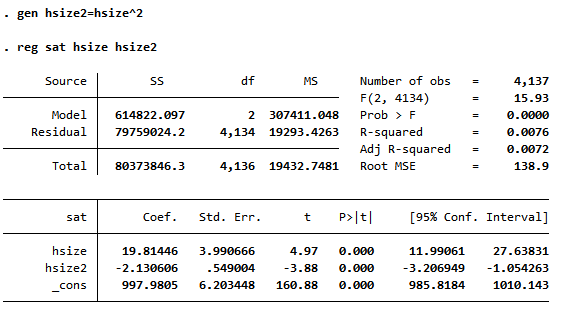 . gen hsize2=hsize^2
. reg sat hsize hsize2
Source SS df MS Number of obs = 4,137
F(2, 4134) = 15.93
Model 614822.097 2 307411.048 Prob > F = 0.0000
Residual 79759024.2 4,134 19293.4263 R-squared = 0.0076
Adj R-squared = 0.0072
Total 80373846.3 4,136 19432.7481 Root MSE = 138.9
sat Coef. Std. Err. t P>|t| [95% Conf. Interval]
hsize 19.81446 3.990666 4.97 0.000 11.99061 27.63831
hsize2 -2.130606 .549004 -3.88 0.000 -3.206949 -1.054263
_cons 997.9805 6.203448 160.88 0.000 985.8184 1010.143